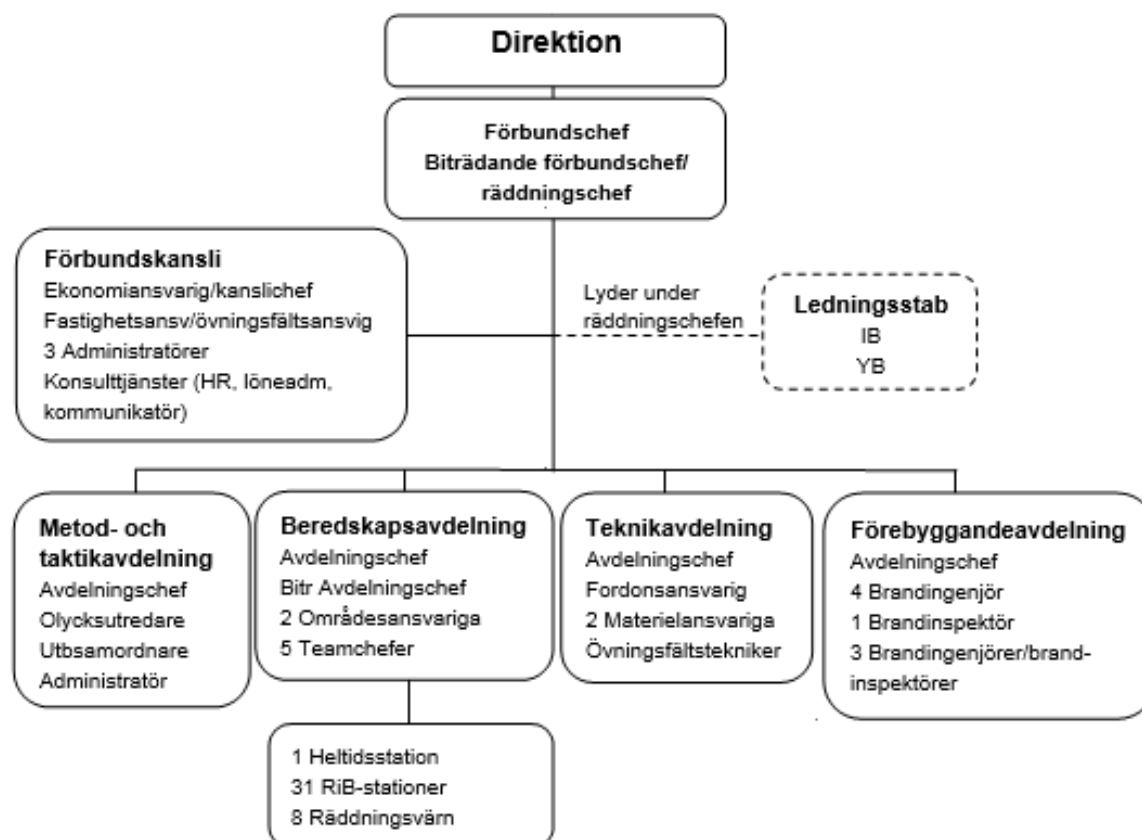 Direktion
Förbundschef
Biträdande förbundschef/
räddningschef
Förbundskansli
Ekonomiansvarig/kanslichef
Fastighetsansv/övningsfältsansvig
3 Administratörer
Konsulttjänster (HR, löneadm,
kommunikatör)
Lyder under
räddningschefen
Ledningsstab
IB
YB
Metod- och
taktikavdelning
Avdelningschef
Olycksutredare
Utbsamordnare
Administratör
Beredskapsavdelning
Avdelningschef
Bitr Avdelningschef
2 Områdesansvariga
5 Teamchefer
Teknikavdelning
Avdelningschef
Fordonsansvarig
2 Materielansvariga
Övningsfältstekniker
Förebyggandeavdelning
Avdelningschef
4 Brandingenjör
1 Brandinspektör
3 Brandingenjörer/brand-
inspektörer
1 Heltidsstation
31 RiB-stationer
8 Räddningsvärn